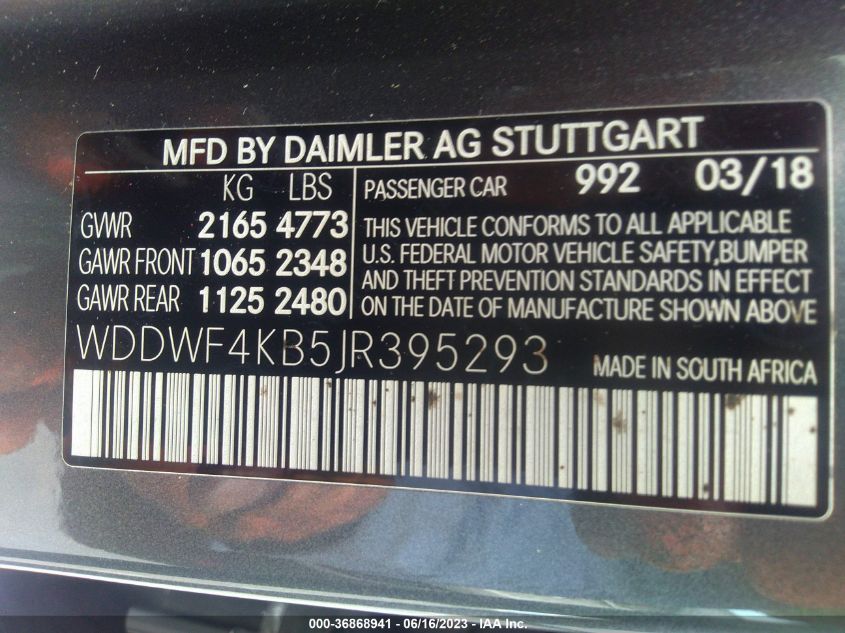 MFD BY DAIMLER AG STUTTGART
KG LBS PASSENGER CAR 992 03/18
GVWR 2165 4773
GAWR FRONT 1065 2348
GAWR REAR 1125 2480
THIS VEHICLE CONFORMS TO ALL APPLICABLE
U.S. FEDERAL MOTOR VEHICLE SAFETY,BUMPER
AND THEFT PREVENTION STANDARDS IN EFFECT
ON THE DATE OF MANUFACTURE SHOWN ABOVE
WDDWF4KB5JR395293 MADE IN SOUTH AFRICA
000-36868941 - 06/16/2023 - IAA Inc.